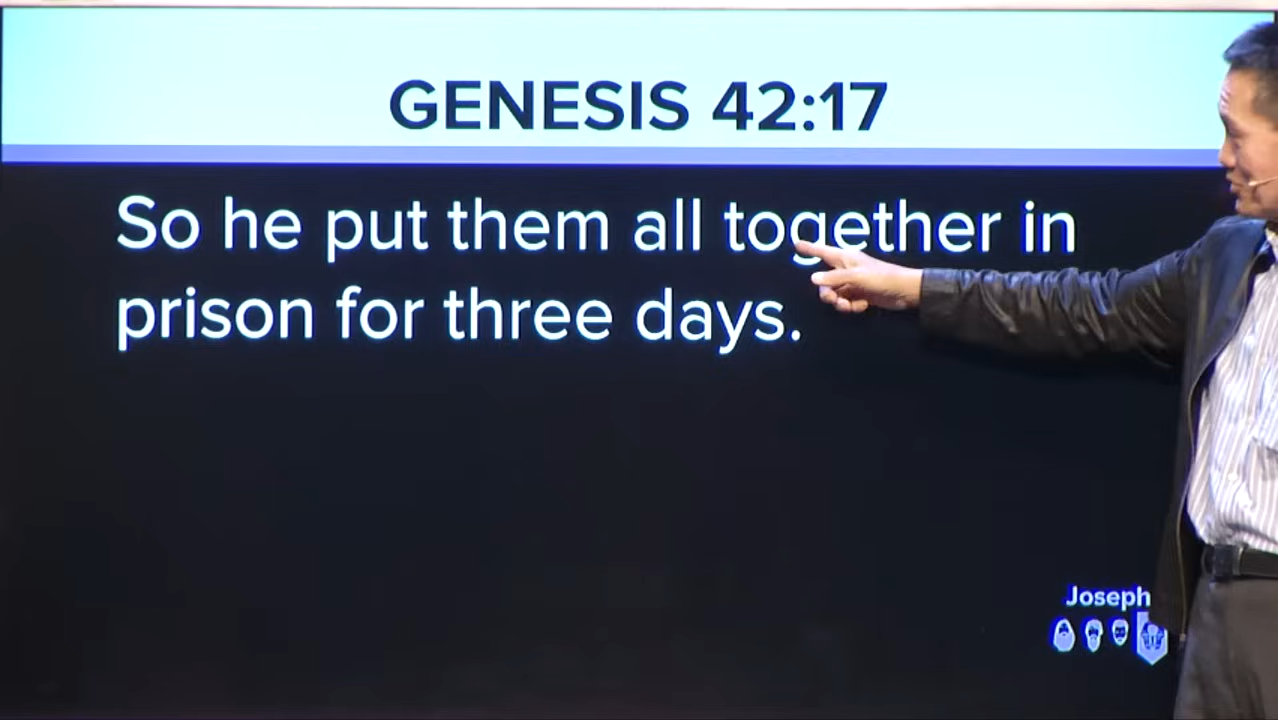 GENESIS 42:17
So he put them all together in
prison for three days.
Joseph